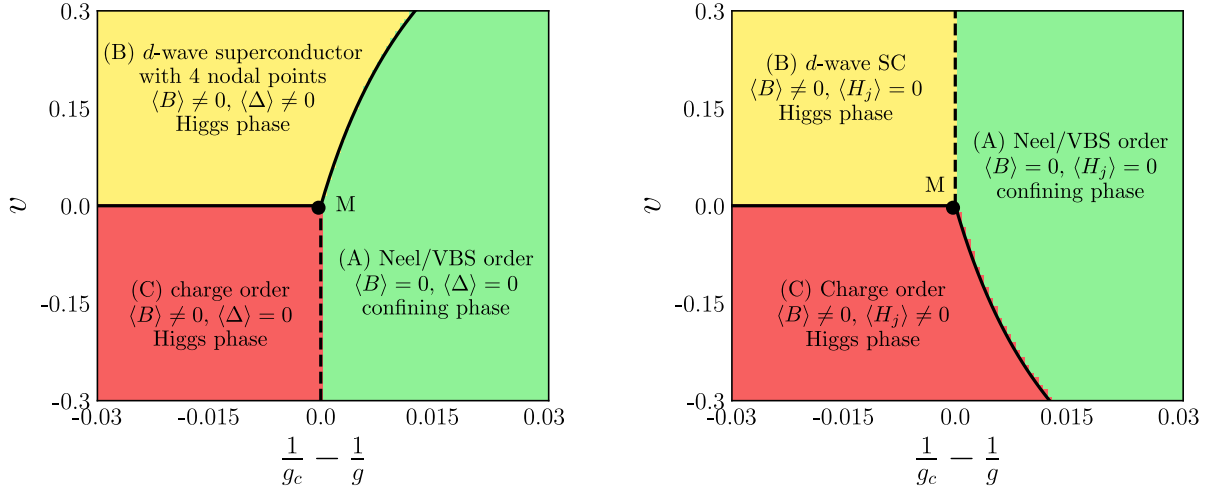 0.3
0.15
0.0
-0.15
-0.3
v
(B) d-wave superconductor
with 4 nodal points
⟨B⟩ ≠ 0, ⟨Δ⟩ ≠ 0
Higgs phase
M
(A) Neel/VBS order
⟨B⟩ = 0, ⟨Δ⟩ = 0
confining phase
(C) charge order
⟨B⟩ ≠ 0, ⟨Δ⟩ = 0
Higgs phase
-0.03 -0.015 0.0 0.015 0.03
1/g_c − 1/g
0.3
0.15
0.0
-0.15
-0.3
v
(B) d-wave SC
⟨B⟩ ≠ 0, ⟨H_j⟩ = 0
Higgs phase
(A) Neel/VBS order
⟨B⟩ = 0, ⟨H_j⟩ = 0
confining phase
M
(C) Charge order
⟨B⟩ ≠ 0, ⟨H_j⟩ ≠ 0
Higgs phase
-0.03 -0.015 0.0 0.015 0.03
1/g_c − 1/g